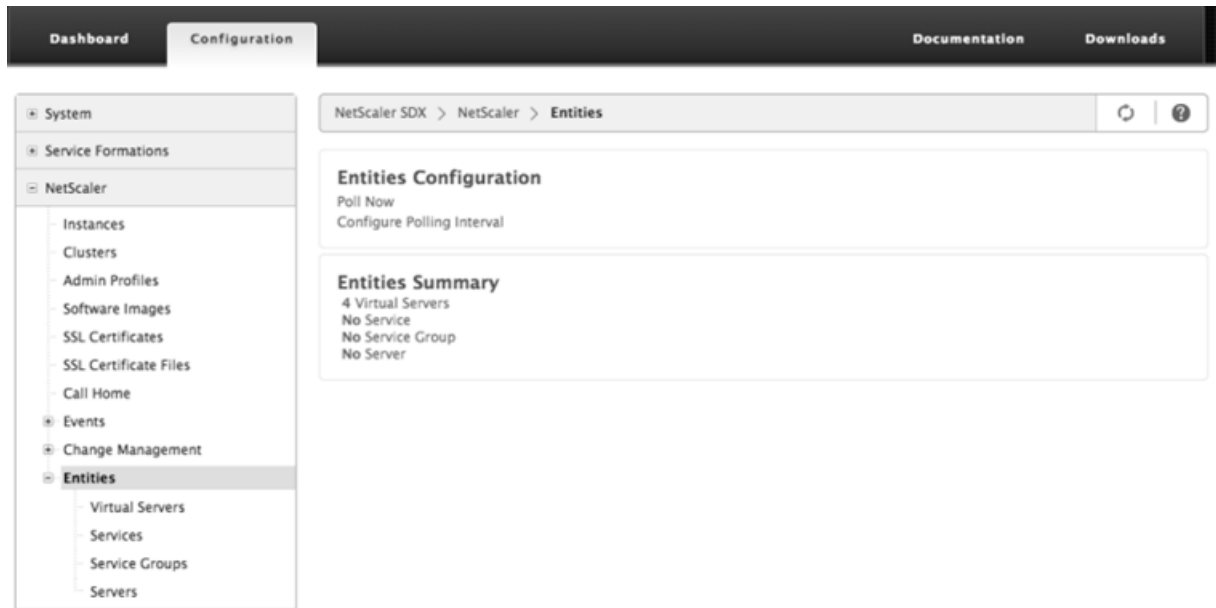 Dashboard
Configuration
Documentation
Downloads
System
Service Formations
NetScaler
Instances
Clusters
Admin Profiles
Software Images
SSL Certificates
SSL Certificate Files
Call Home
Events
Change Management
Entities
Virtual Servers
Services
Service Groups
Servers
NetScaler SDX > NetScaler > Entities
Entities Configuration
Poll Now
Configure Polling Interval
Entities Summary
4 Virtual Servers
No Service
No Service Group
No Server